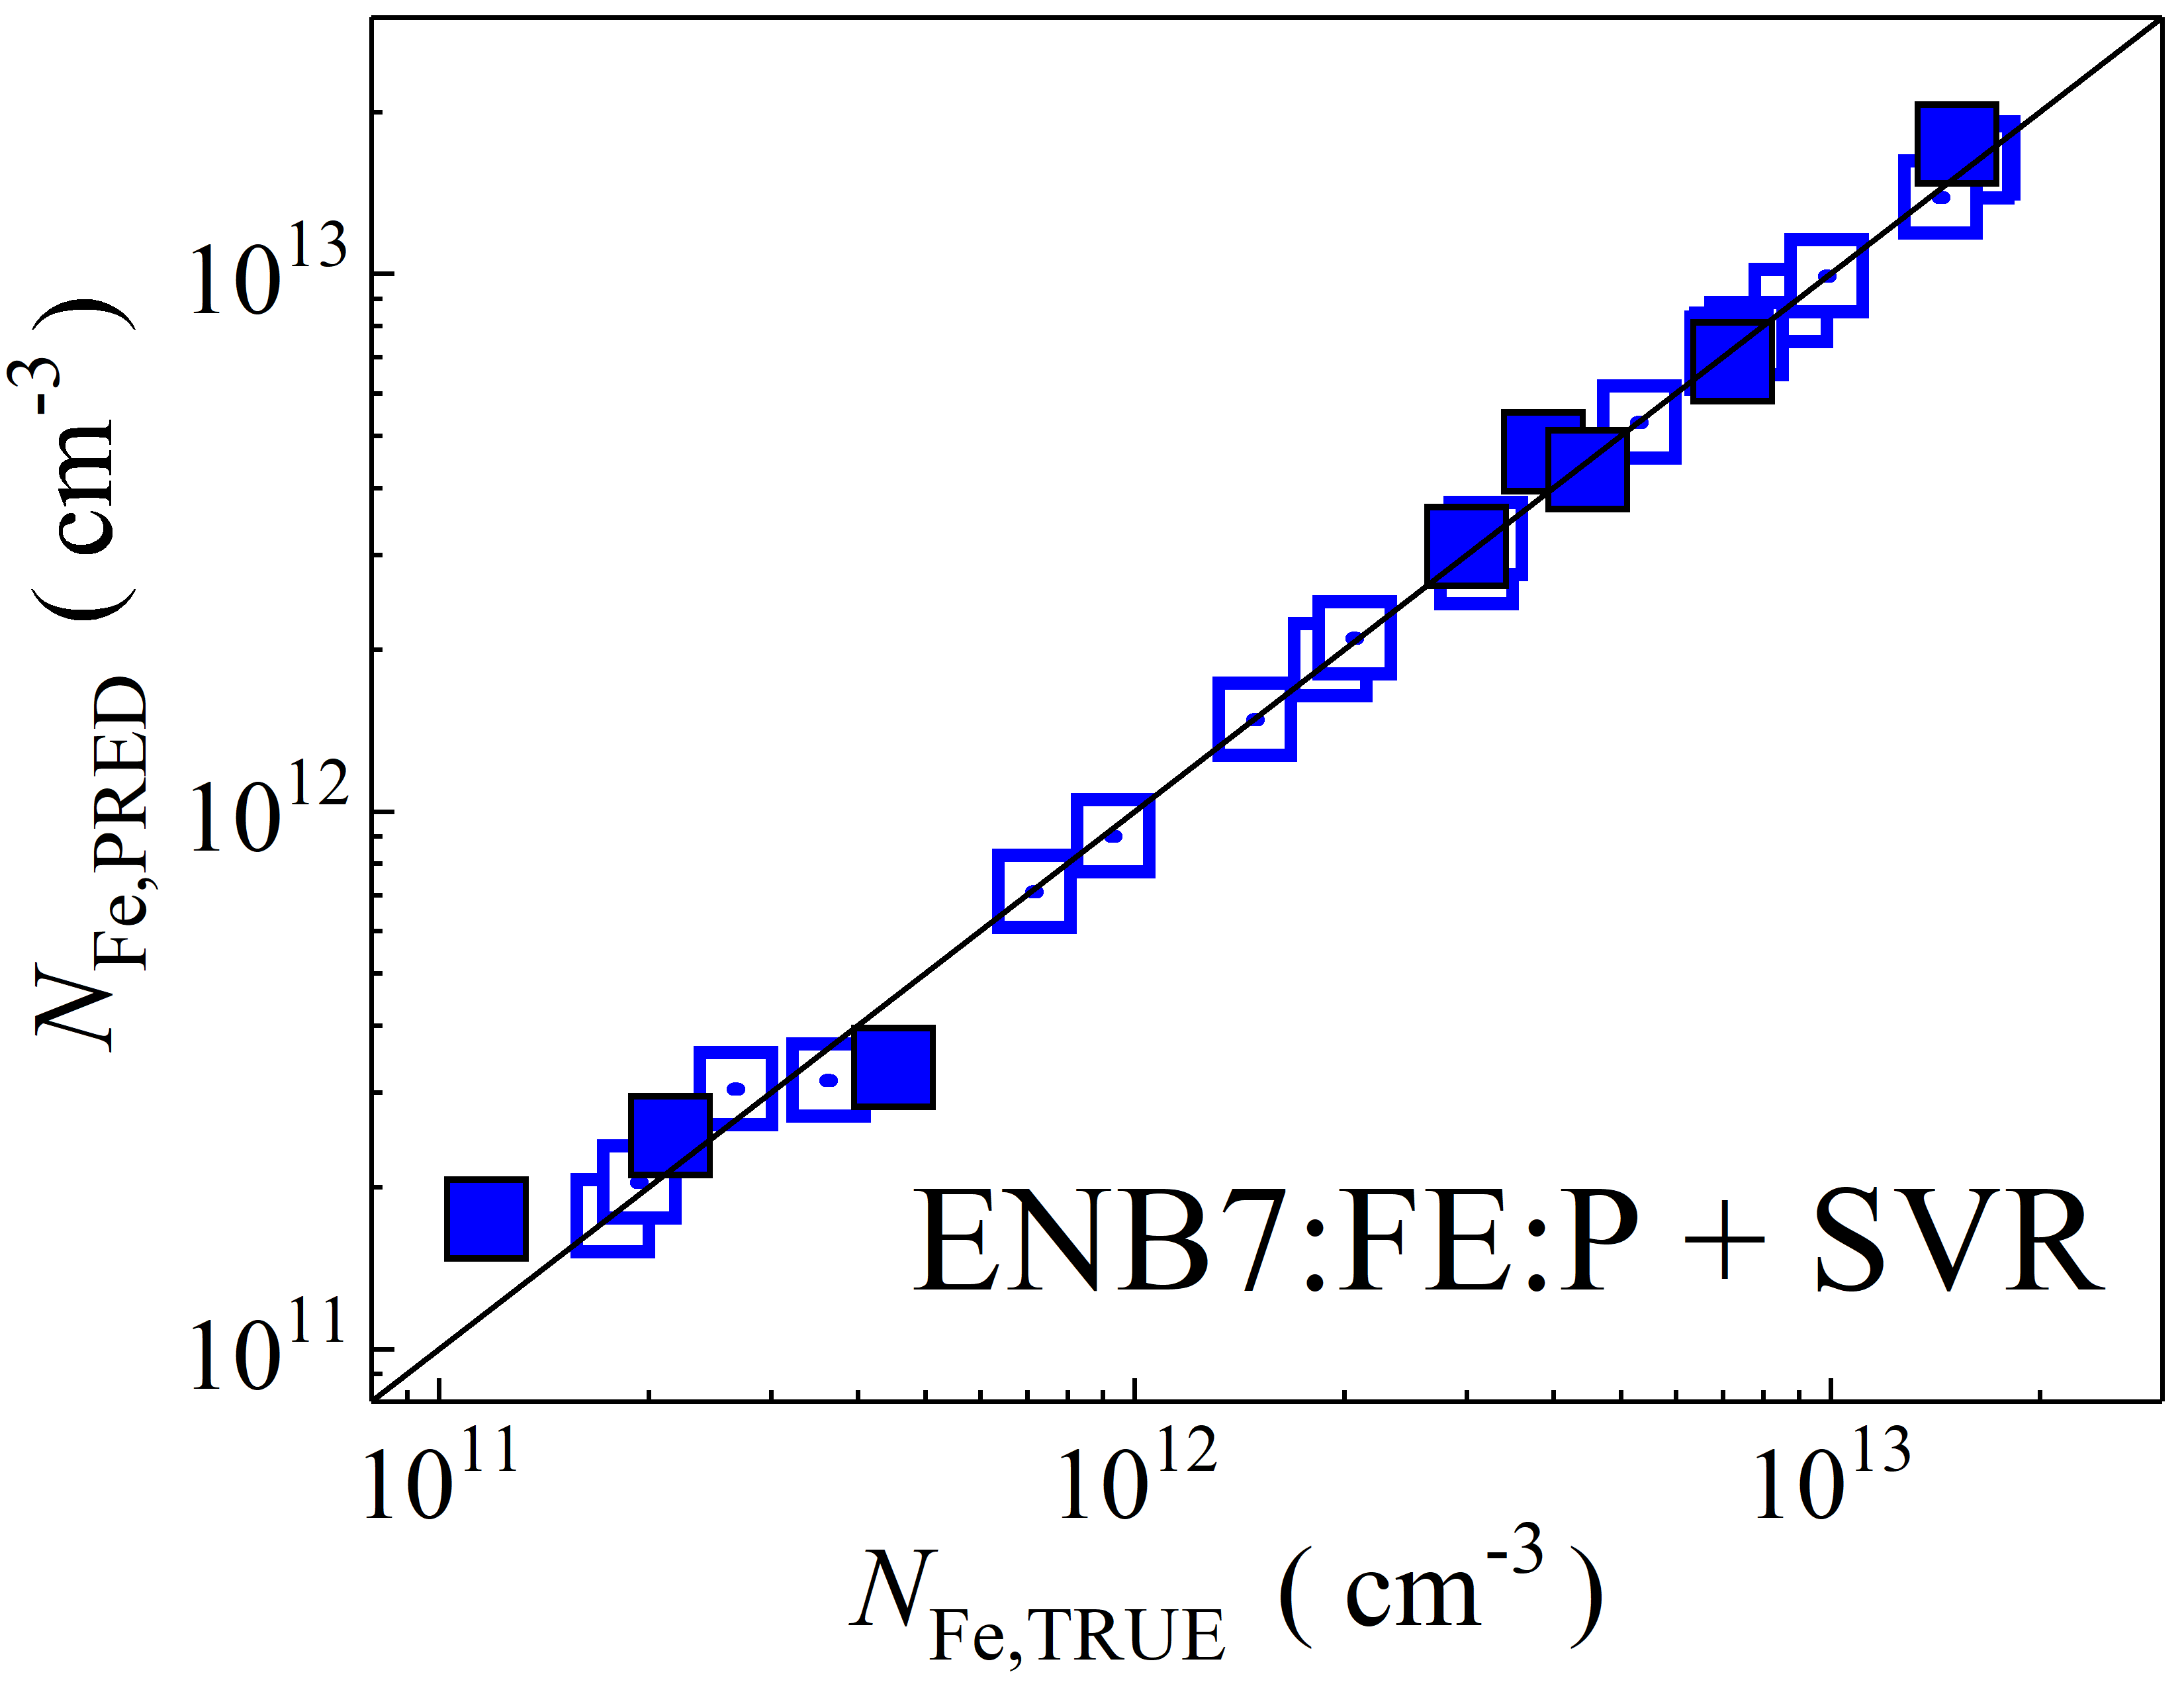 N_Fe,PRED ( cm^-3 )
10^13
10^12
10^11
ENB7:FE:P + SVR
10^11 10^12 10^13
N_Fe,TRUE ( cm^-3 )